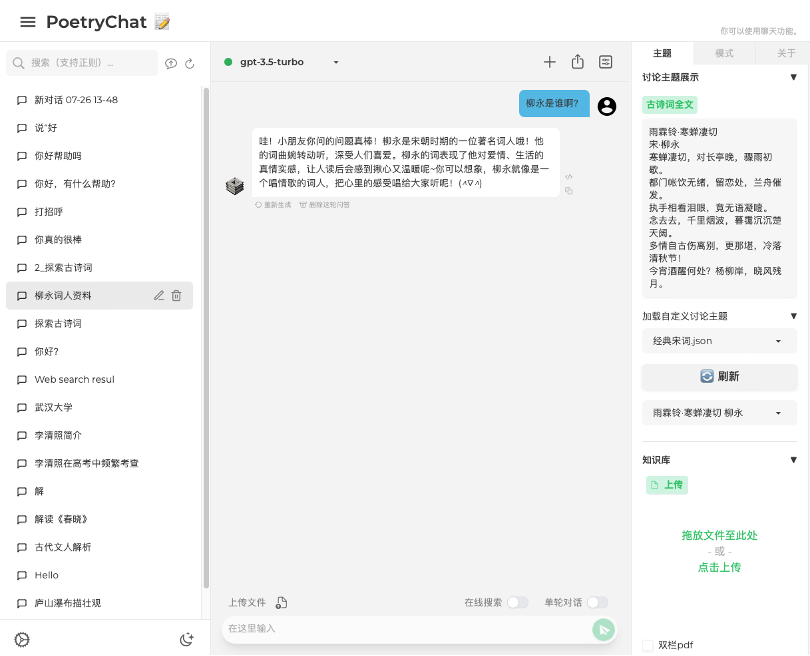 PoetryChat
你可以使用聊天功能。
搜索（支持正则）...
新对话 07-26 13-48
说“好
你好帮助吗
你好，有什么帮助?
打招呼
你真的很棒
2_探索古诗词
柳永词人资料
探索古诗词
你好?
Web search resul
武汉大学
李清照简介
李清照在高考中频繁考查
解
解读《春晓》
古代文人解析
Hello
庐山瀑布描壮观
gpt-3.5-turbo
柳永是谁啊?
哇！小朋友你问的问题真棒！柳永是宋朝时期的一位著名词人哦！他
的词曲婉转动听，深受人们喜爱。柳永的词表现了他对爱情、生活的
真情实感，让人读后会感到揪心又温暖呢~你可以想象，柳永就像是一
个唱情歌的词人，把心里的感受唱给大家听呢！(∧∇∧)
重新生成
删除这轮问答
上传文件
在线搜索
单轮对话
在这里输入
主题
模式
关于
讨论主题展示
古诗词全文
雨霖铃·寒蝉凄切
宋·柳永
寒蝉凄切，对长亭晚，骤雨初
歇。
都门帐饮无绪，留恋处，兰舟催
发。
执手相看泪眼，竟无语凝噎。
念去去，千里烟波，暮霭沉沉楚
天阔。
多情自古伤离别，更那堪，冷落
清秋节！
今宵酒醒何处？杨柳岸，晓风残
月。
加载自定义讨论主题
经典宋词.json
刷新
雨霖铃·寒蝉凄切 柳永
知识库
上传
拖放文件至此处
- 或 -
点击上传
双栏pdf